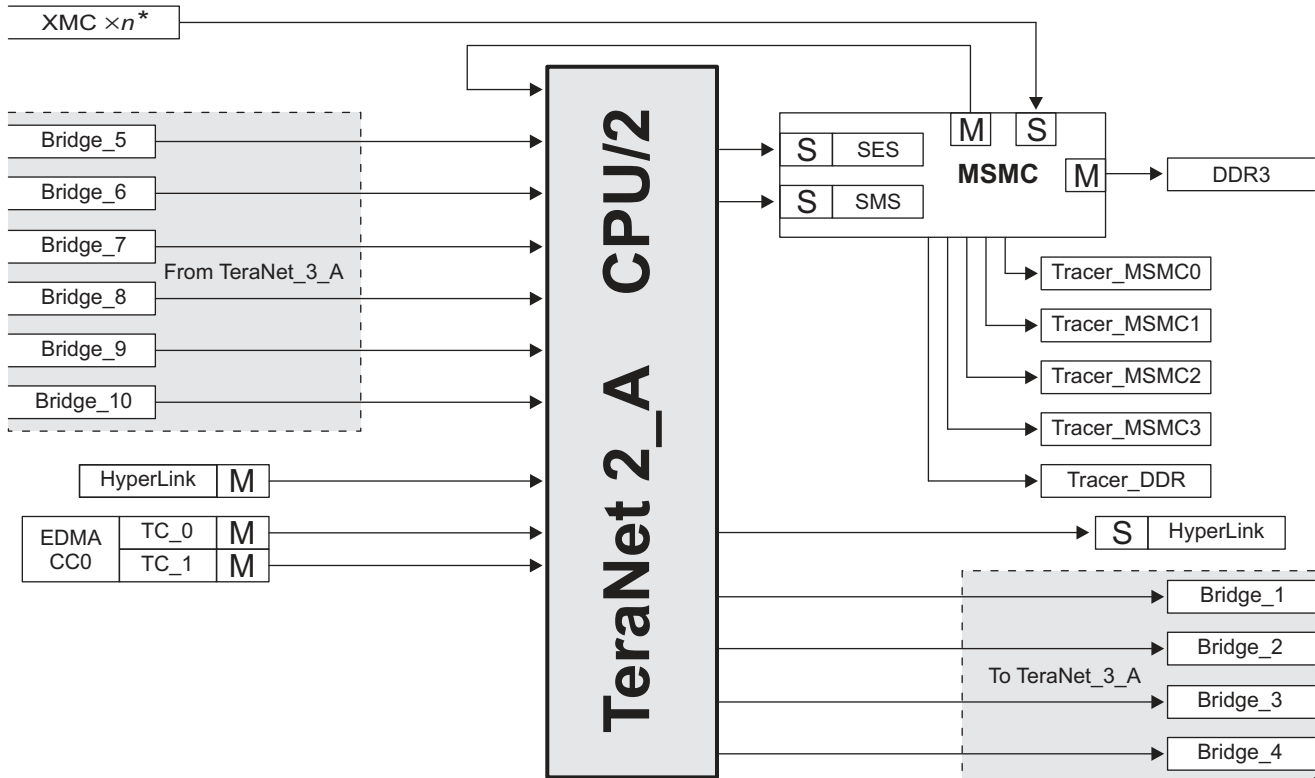 XMC ×n*
Bridge_5
Bridge_6
Bridge_7
From TeraNet_3_A
Bridge_8
Bridge_9
Bridge_10
HyperLink M
EDMA CC0
TC_0 M
TC_1 M
TeraNet 2_A CPU/2
M S
S SES
MSMC
M
S SMS
DDR3
Tracer_MSMC0
Tracer_MSMC1
Tracer_MSMC2
Tracer_MSMC3
Tracer_DDR
S HyperLink
Bridge_1
Bridge_2
To TeraNet_3_A
Bridge_3
Bridge_4